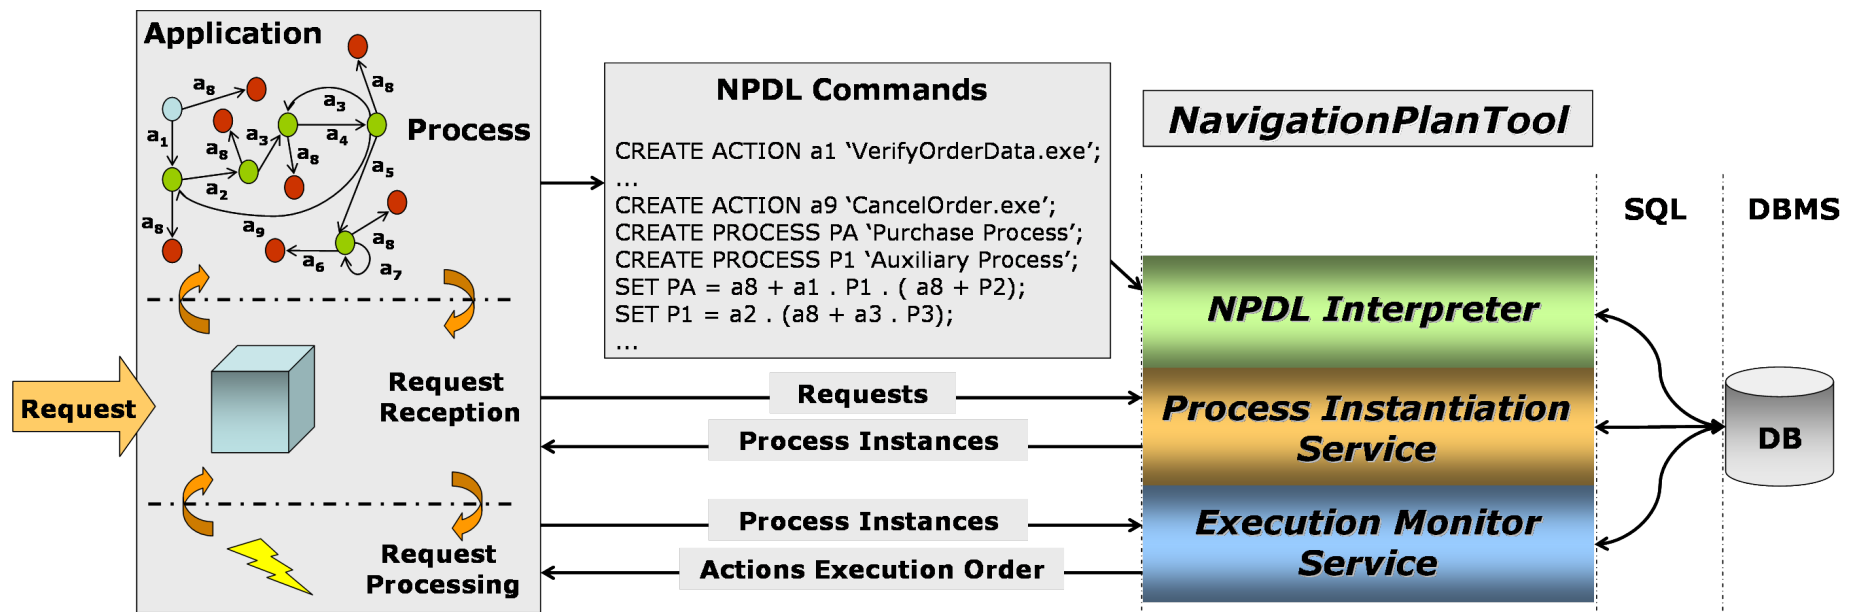 Application
a8
a8
a3
a1
a8
a3
a4
Process
a8
a5
a2
a8
a9
a8
a6
a7
Request
Request
Reception
Request
Processing
NPDL Commands
CREATE ACTION a1 ‘VerifyOrderData.exe’;
...
CREATE ACTION a9 ‘CancelOrder.exe’;
CREATE PROCESS PA ‘Purchase Process’;
CREATE PROCESS P1 ‘Auxiliary Process’;
SET PA = a8 + a1 . P1 . ( a8 + P2);
SET P1 = a2 . (a8 + a3 . P3);
...
Requests
Process Instances
Process Instances
Actions Execution Order
NavigationPlanTool
NPDL Interpreter
Process Instantiation
Service
Execution Monitor
Service
SQL
DBMS
DB